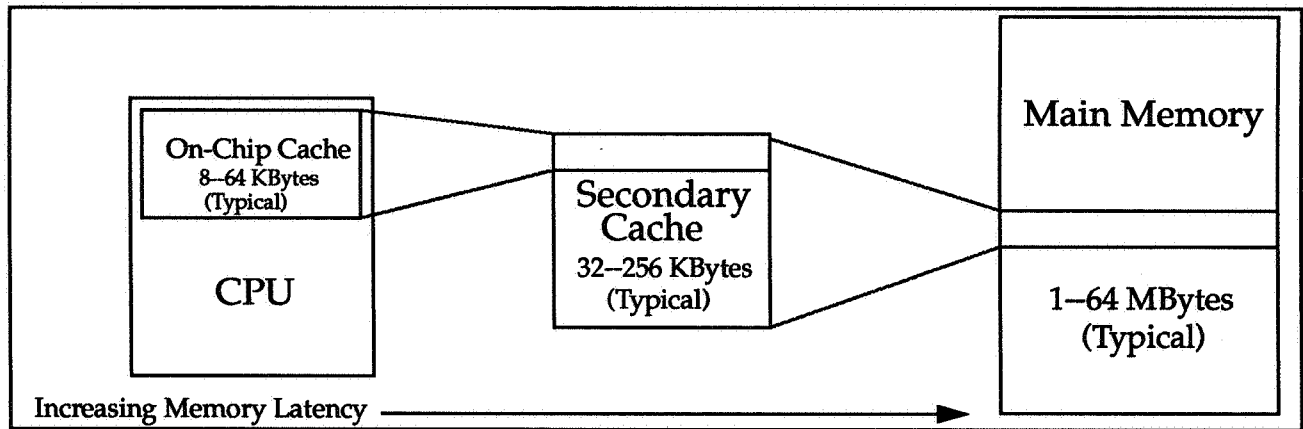 On-Chip Cache
8--64 KBytes
(Typical)
CPU
Secondary
Cache
32--256 KBytes
(Typical)
Main Memory
1--64 MBytes
(Typical)
Increasing Memory Latency